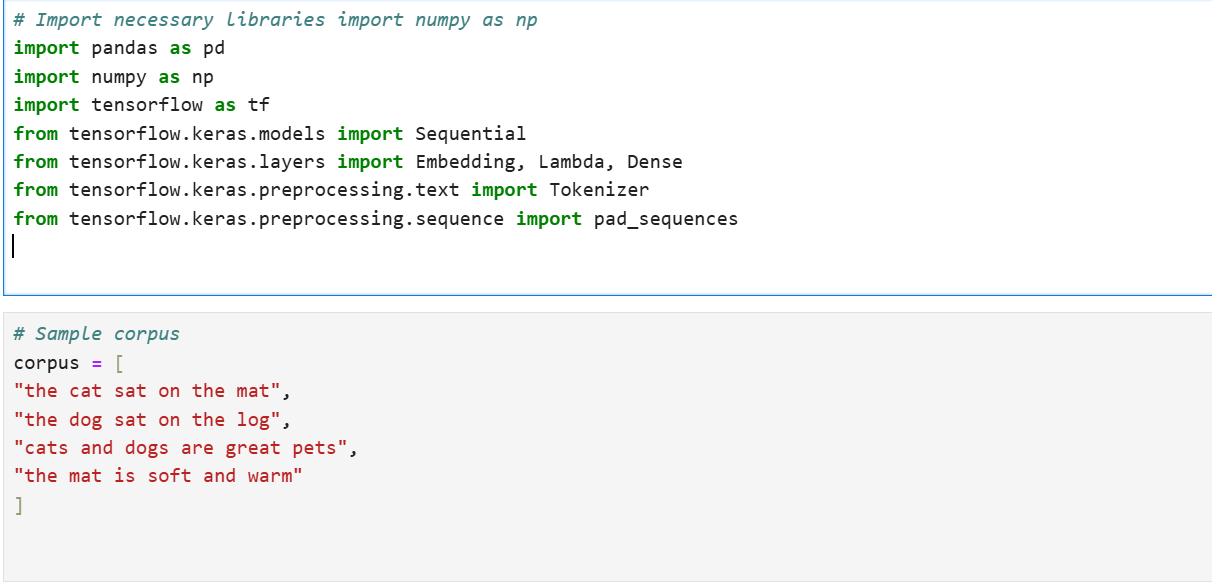 # Import necessary libraries import numpy as np
import pandas as pd
import numpy as np
import tensorflow as tf
from tensorflow.keras.models import Sequential
from tensorflow.keras.layers import Embedding, Lambda, Dense
from tensorflow.keras.preprocessing.text import Tokenizer
from tensorflow.keras.preprocessing.sequence import pad_sequences
# Sample corpus
corpus = [
"the cat sat on the mat",
"the dog sat on the log",
"cats and dogs are great pets",
"the mat is soft and warm"
]